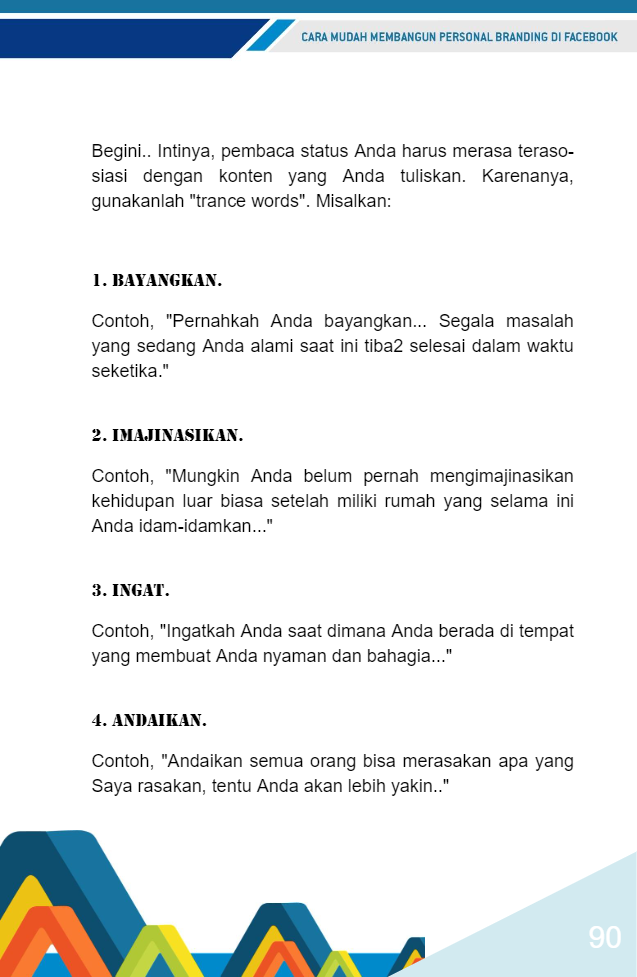 CARA MUDAH MEMBANGUN PERSONAL BRANDING DI FACEBOOK
Begini.. Intinya, pembaca status Anda harus merasa teraso-
siasi dengan konten yang Anda tuliskan. Karenanya,
gunakanlah "trance words". Misalkan:
1. BAYANGKAN.
Contoh, "Pernahkah Anda bayangkan... Segala masalah
yang sedang Anda alami saat ini tiba2 selesai dalam waktu
seketika."
2. IMAJINASIKAN.
Contoh, "Mungkin Anda belum pernah mengimajinasikan
kehidupan luar biasa setelah miliki rumah yang selama ini
Anda idam-idamkan..."
3. INGAT.
Contoh, "Ingatkah Anda saat dimana Anda berada di tempat
yang membuat Anda nyaman dan bahagia..."
4. ANDAIKAN.
Contoh, "Andaikan semua orang bisa merasakan apa yang
Saya rasakan, tentu Anda akan lebih yakin.."
90